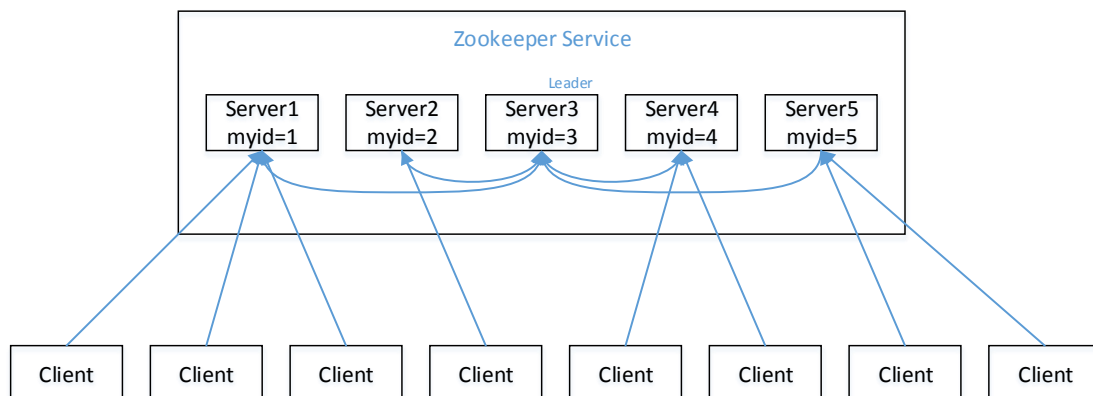 Zookeeper Service
Leader
Server1
myid=1
Server2
myid=2
Server3
myid=3
Server4
myid=4
Server5
myid=5
Client
Client
Client
Client
Client
Client
Client
Client